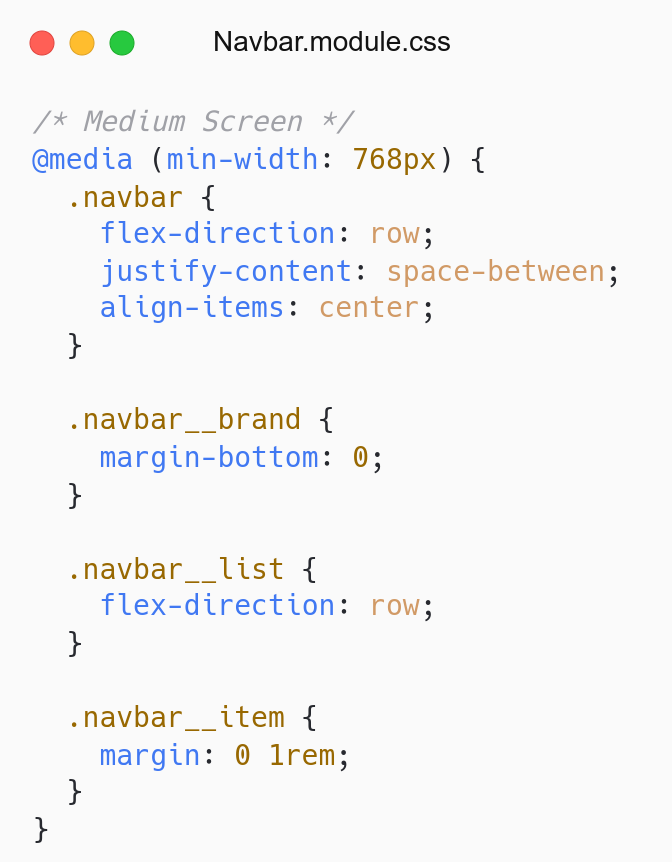 Navbar.module.css
/* Medium Screen */
@media (min-width: 768px) {
  .navbar {
    flex-direction: row;
    justify-content: space-between;
    align-items: center;
  }

  .navbar__brand {
    margin-bottom: 0;
  }

  .navbar__list {
    flex-direction: row;
  }

  .navbar__item {
    margin: 0 1rem;
  }
}